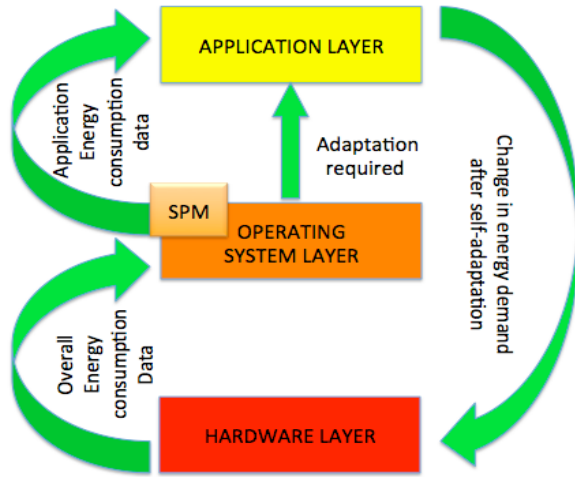 APPLICATION LAYER
Application
Energy
consumption
data
Adaptation
required
Change in energy demand
after self-adaptation
SPM
OPERATING
SYSTEM LAYER
Overall
Energy
consumption
Data
HARDWARE LAYER